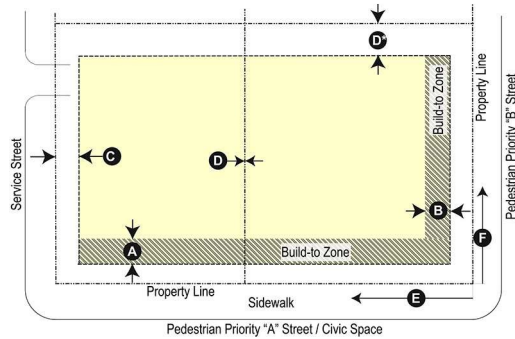 D*
Build-to Zone
Property Line
Pedestrian Priority "B" Street
Service Street
C
D
B
A
Build-to Zone
F
Property Line
E
Sidewalk
Pedestrian Priority "A" Street / Civic Space